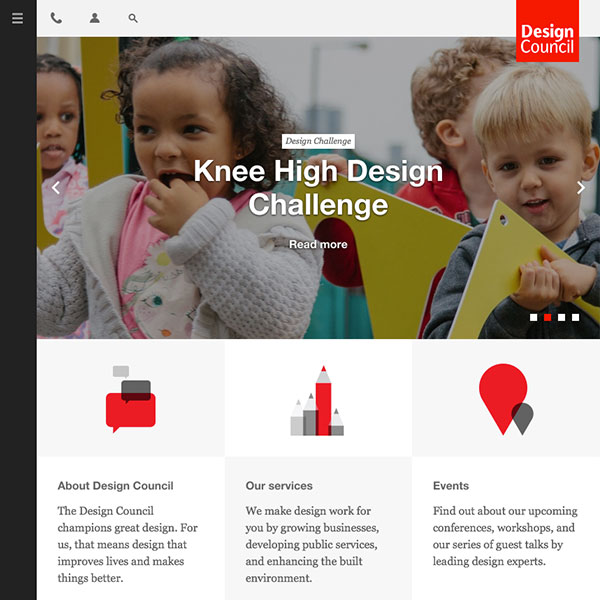 Design
Council
Design Challenge
Knee High Design
Challenge
Read more
About Design Council
The Design Council
champions great design. For
us, that means design that
improves lives and makes
things better.
Our services
We make design work for
you by growing businesses,
developing public services,
and enhancing the built
environment.
Events
Find out about our upcoming
conferences, workshops, and
our series of guest talks by
leading design experts.